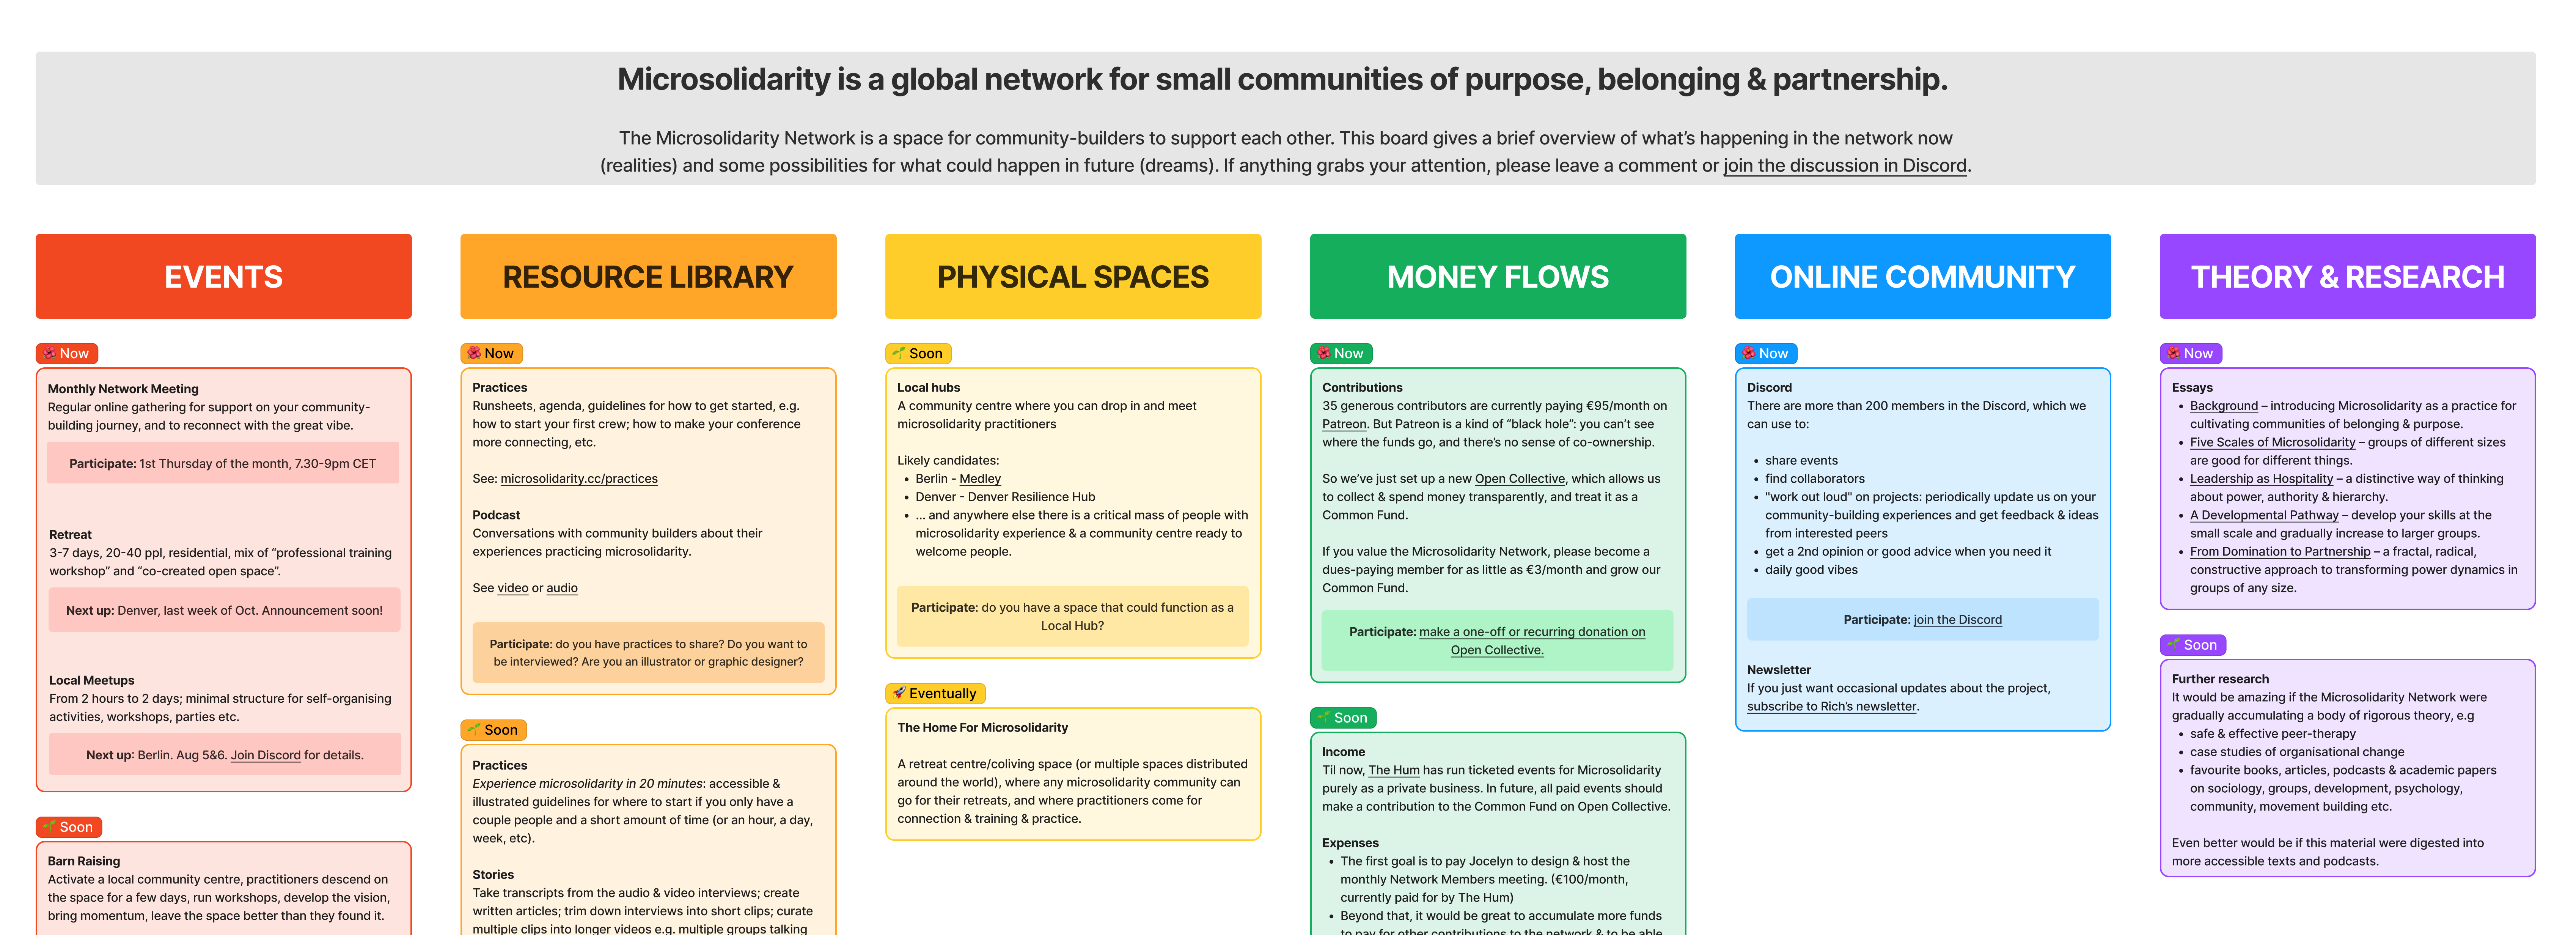 Microsolidarity is a global network for small communities of purpose, belonging & partnership.
The Microsolidarity Network is a space for community-builders to support each other. This board gives a brief overview of what’s happening in the network now
(realities) and some possibilities for what could happen in future (dreams). If anything grabs your attention, please leave a comment or join the discussion in Discord.
EVENTS
Now
Monthly Network Meeting
Regular online gathering for support on your community-
building journey, and to reconnect with the great vibe.
Participate: 1st Thursday of the month, 7.30-9pm CET
Retreat
3-7 days, 20-40 ppl, residential, mix of “professional training
workshop” and “co-created open space”.
Next up: Denver, last week of Oct. Announcement soon!
Local Meetups
From 2 hours to 2 days; minimal structure for self-organising
activities, workshops, parties etc.
Next up: Berlin. Aug 5&6. Join Discord for details.
Soon
Barn Raising
Activate a local community centre, practitioners descend on
the space for a few days, run workshops, develop the vision,
bring momentum, leave the space better than they found it.
RESOURCE LIBRARY
Now
Practices
Runsheets, agenda, guidelines for how to get started, e.g.
how to start your first crew; how to make your conference
more connecting, etc.
See: microsolidarity.cc/practices
Podcast
Conversations with community builders about their
experiences practicing microsolidarity.
See video or audio
Participate: do you have practices to share? Do you want to
be interviewed? Are you an illustrator or graphic designer?
Soon
Practices
Experience microsolidarity in 20 minutes: accessible &
illustrated guidelines for where to start if you only have a
couple people and a short amount of time (or an hour, a day,
week, etc).
Stories
Take transcripts from the audio & video interviews; create
written articles; trim down interviews into short clips; curate
multiple clips into longer videos e.g. multiple groups talking
PHYSICAL SPACES
Soon
Local hubs
A community centre where you can drop in and meet
microsolidarity practitioners
Likely candidates:
• Berlin - Medley
• Denver - Denver Resilience Hub
• ... and anywhere else there is a critical mass of people with
microsolidarity experience & a community centre ready to
welcome people.
Participate: do you have a space that could function as a
Local Hub?
Eventually
The Home For Microsolidarity
A retreat centre/coliving space (or multiple spaces distributed
around the world), where any microsolidarity community can
go for their retreats, and where practitioners come for
connection & training & practice.
MONEY FLOWS
Now
Contributions
35 generous contributors are currently paying €95/month on
Patreon. But Patreon is a kind of “black hole”: you can’t see
where the funds go, and there’s no sense of co-ownership.
So we’ve just set up a new Open Collective, which allows us
to collect & spend money transparently, and treat it as a
Common Fund.
If you value the Microsolidarity Network, please become a
dues-paying member for as little as €3/month and grow our
Common Fund.
Participate: make a one-off or recurring donation on
Open Collective.
Soon
Income
Til now, The Hum has run ticketed events for Microsolidarity
purely as a private business. In future, all paid events should
make a contribution to the Common Fund on Open Collective.
Expenses
• The first goal is to pay Jocelyn to design & host the
monthly Network Members meeting. (€100/month,
currently paid for by The Hum)
• Beyond that, it would be great to accumulate more funds
to pay for other contributions to the network & to be able
ONLINE COMMUNITY
Now
Discord
There are more than 200 members in the Discord, which we
can use to:
• share events
• find collaborators
• "work out loud" on projects: periodically update us on your
community-building experiences and get feedback & ideas
from interested peers
• get a 2nd opinion or good advice when you need it
• daily good vibes
Participate: join the Discord
Newsletter
If you just want occasional updates about the project,
subscribe to Rich’s newsletter.
THEORY & RESEARCH
Now
Essays
• Background – introducing Microsolidarity as a practice for
cultivating communities of belonging & purpose.
• Five Scales of Microsolidarity – groups of different sizes
are good for different things.
• Leadership as Hospitality – a distinctive way of thinking
about power, authority & hierarchy.
• A Developmental Pathway – develop your skills at the
small scale and gradually increase to larger groups.
• From Domination to Partnership – a fractal, radical,
constructive approach to transforming power dynamics in
groups of any size.
Soon
Further research
It would be amazing if the Microsolidarity Network were
gradually accumulating a body of rigorous theory, e.g
• safe & effective peer-therapy
• case studies of organisational change
• favourite books, articles, podcasts & academic papers
on sociology, groups, development, psychology,
community, movement building etc.
Even better would be if this material were digested into
more accessible texts and podcasts.